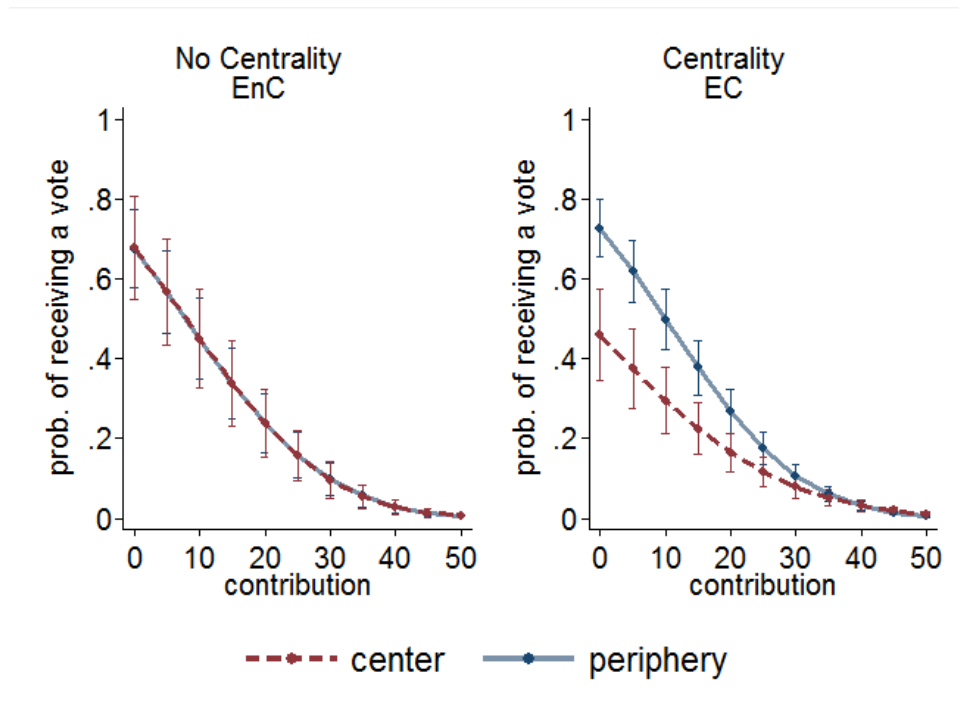 No Centrality
EnC
prob. of receiving a vote
1
.8
.6
.4
.2
0
0 10 20 30 40 50
contribution
Centrality
EC
prob. of receiving a vote
1
.8
.6
.4
.2
0
0 10 20 30 40 50
contribution
center periphery